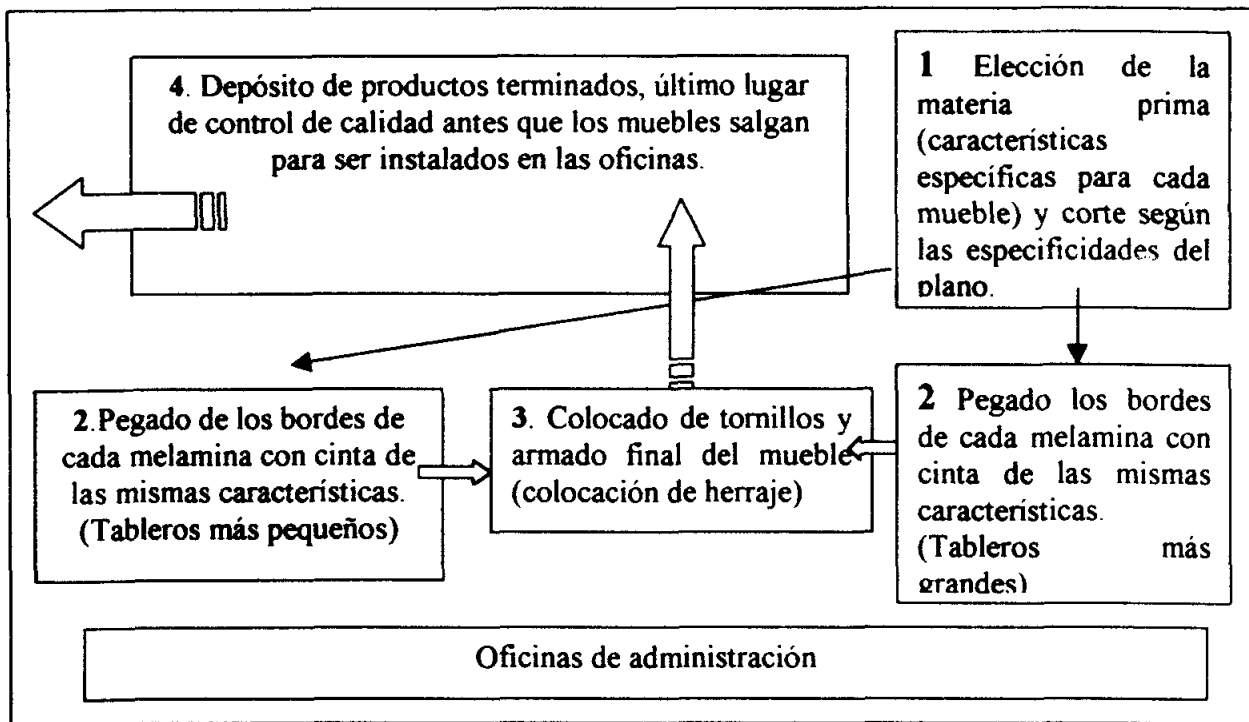 4. Depósito de productos terminados, último lugar
de control de calidad antes que los muebles salgan
para ser instalados en las oficinas.
1 Elección de la
materia prima
(características
específicas para cada
mueble) y corte según
las especificidades del
plano.
2.Pegado de los bordes de
cada melamina con cinta de
las mismas características.
(Tableros más pequeños)
3. Colocado de tornillos y
armado final del mueble
(colocación de herraje)
2 Pegado los bordes
de cada melamina con
cinta de las mismas
características.
(Tableros más
grandes)
Oficinas de administración